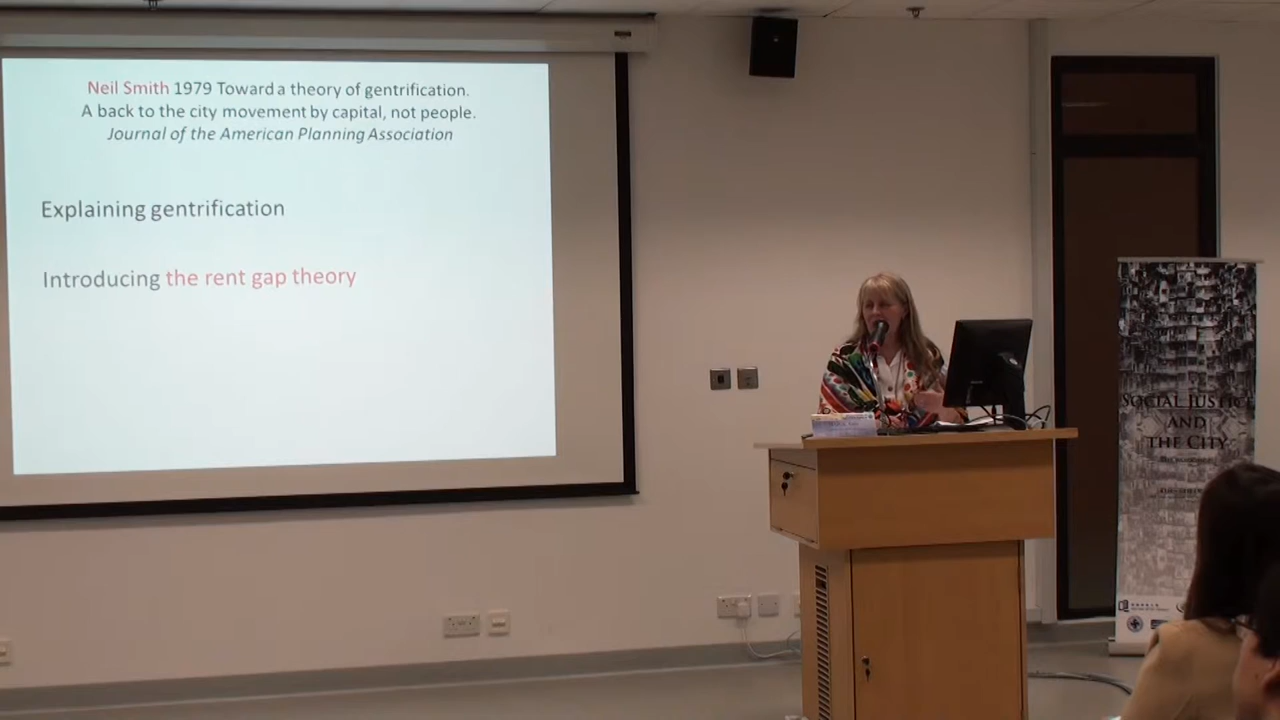 Neil Smith 1979 Toward a theory of gentrification.
A back to the city movement by capital, not people.
Journal of the American Planning Association
Explaining gentrification
Introducing the rent gap theory
SOCIAL JUSTICE
AND
THE CITY